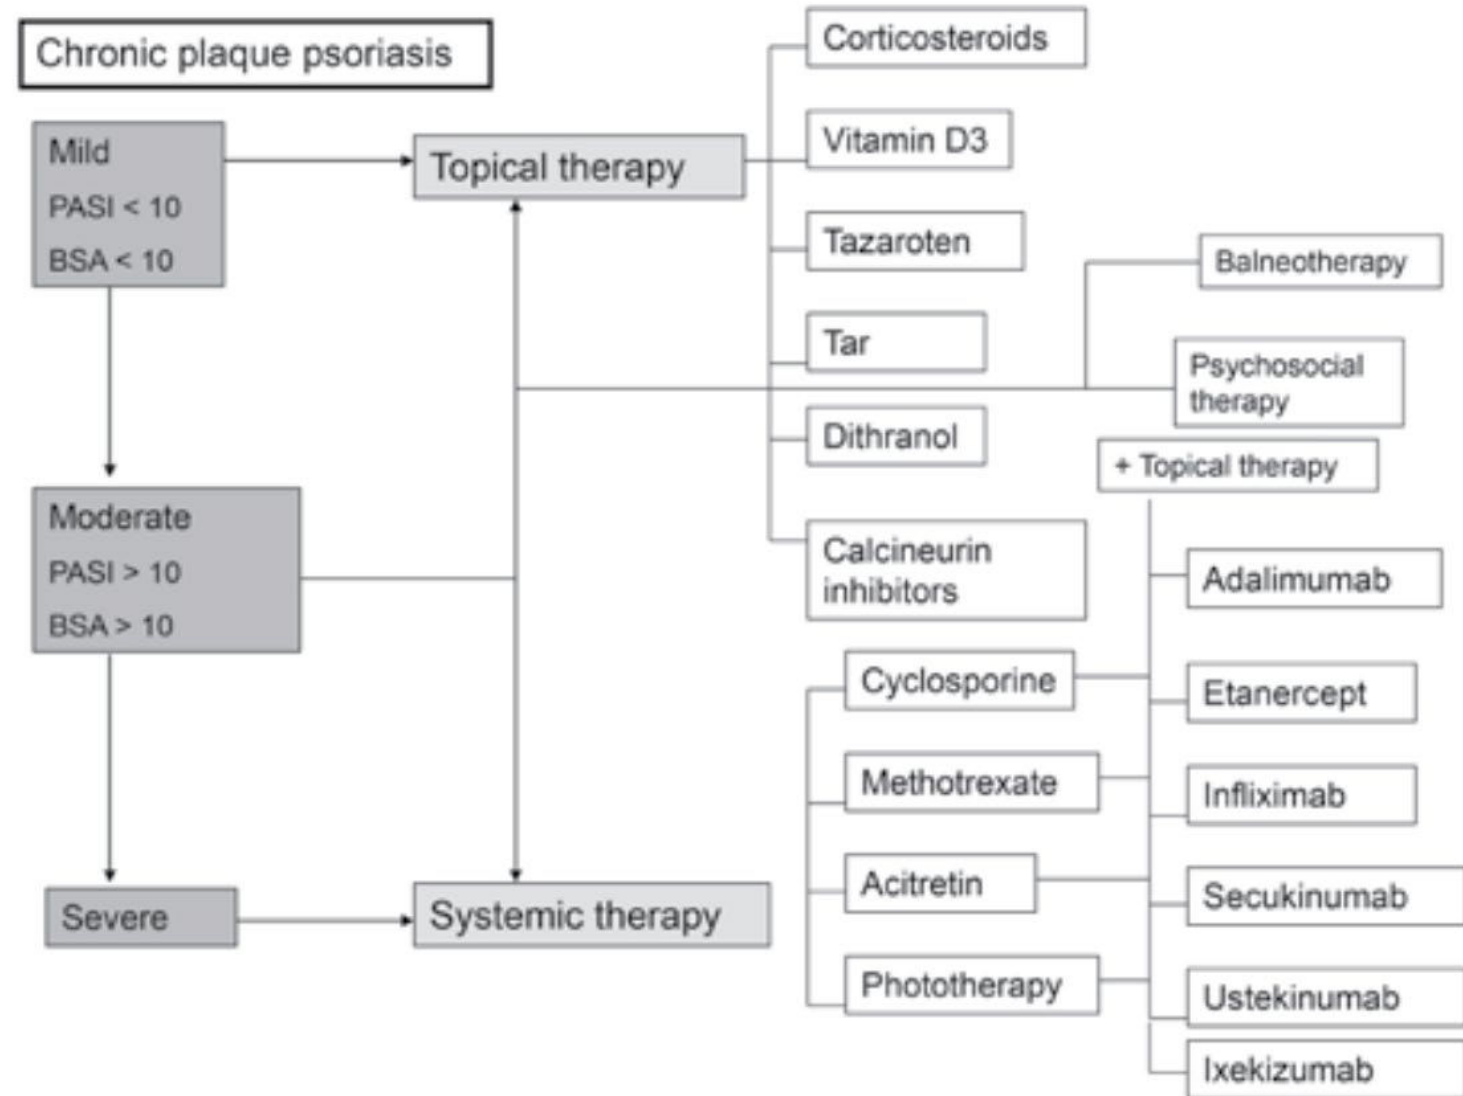 Chronic plaque psoriasis
Mild
PASI < 10
BSA < 10
Moderate
PASI > 10
BSA > 10
Severe
Topical therapy
Systemic therapy
Corticosteroids
Vitamin D3
Tazaroten
Tar
Dithranol
Calcineurin
inhibitors
Balneotherapy
Psychosocial
therapy
+ Topical therapy
Cyclosporine
Methotrexate
Acitretin
Phototherapy
Adalimumab
Etanercept
Infliximab
Secukinumab
Ustekinumab
Ixekizumab